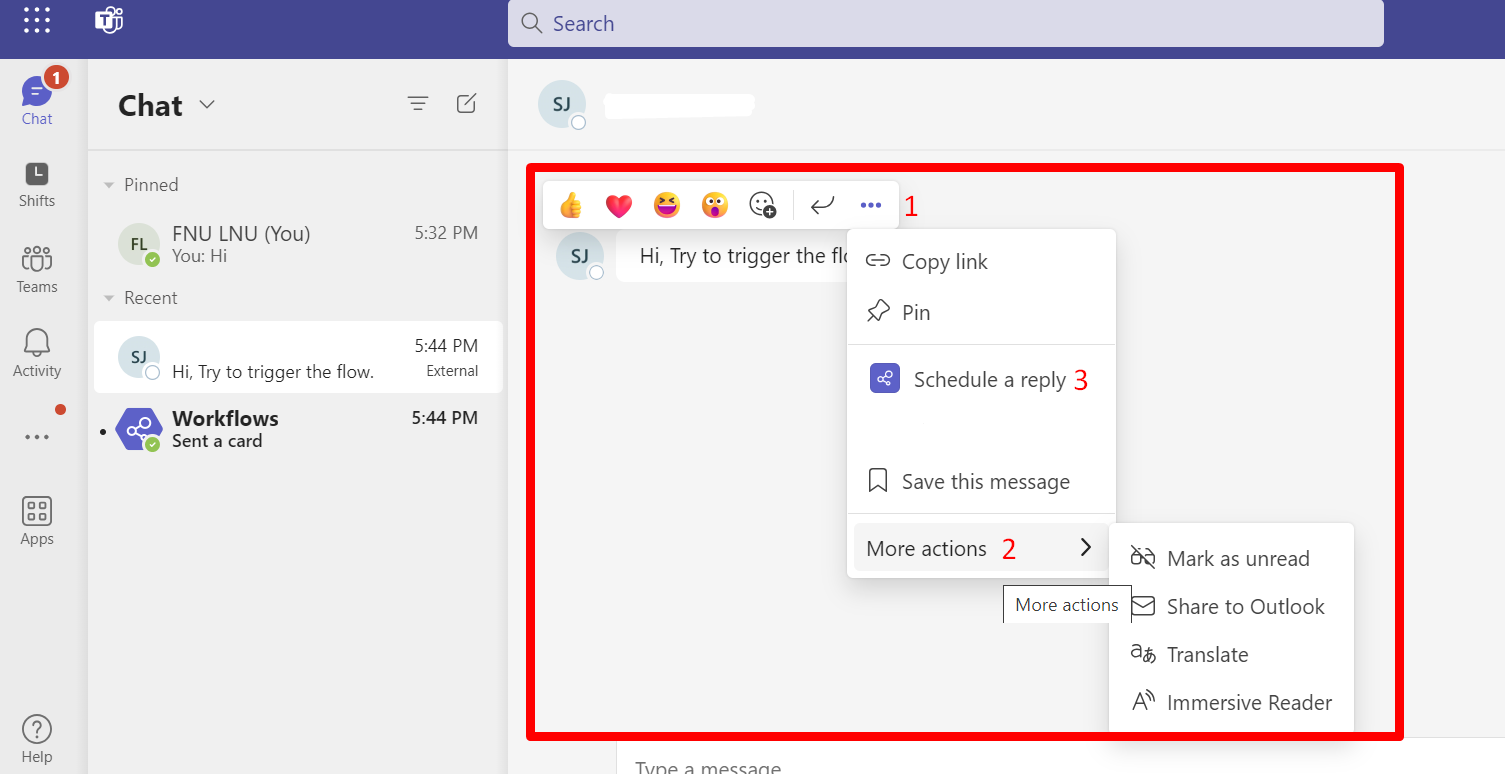 Search
1
Chat
Shifts
Teams
Activity
Apps
Help
Chat
Pinned
FL
FNU LNU (You)
5:32 PM
You: Hi
Recent
SJ
5:44 PM
Hi, Try to trigger the flow.
External
Workflows
5:44 PM
Sent a card
SJ
1
SJ
Hi, Try to trigger the
Copy link
Pin
Schedule a reply 3
Save this message
More actions 2
More actions
Mark as unread
Share to Outlook
Translate
Immersive Reader
Type a message